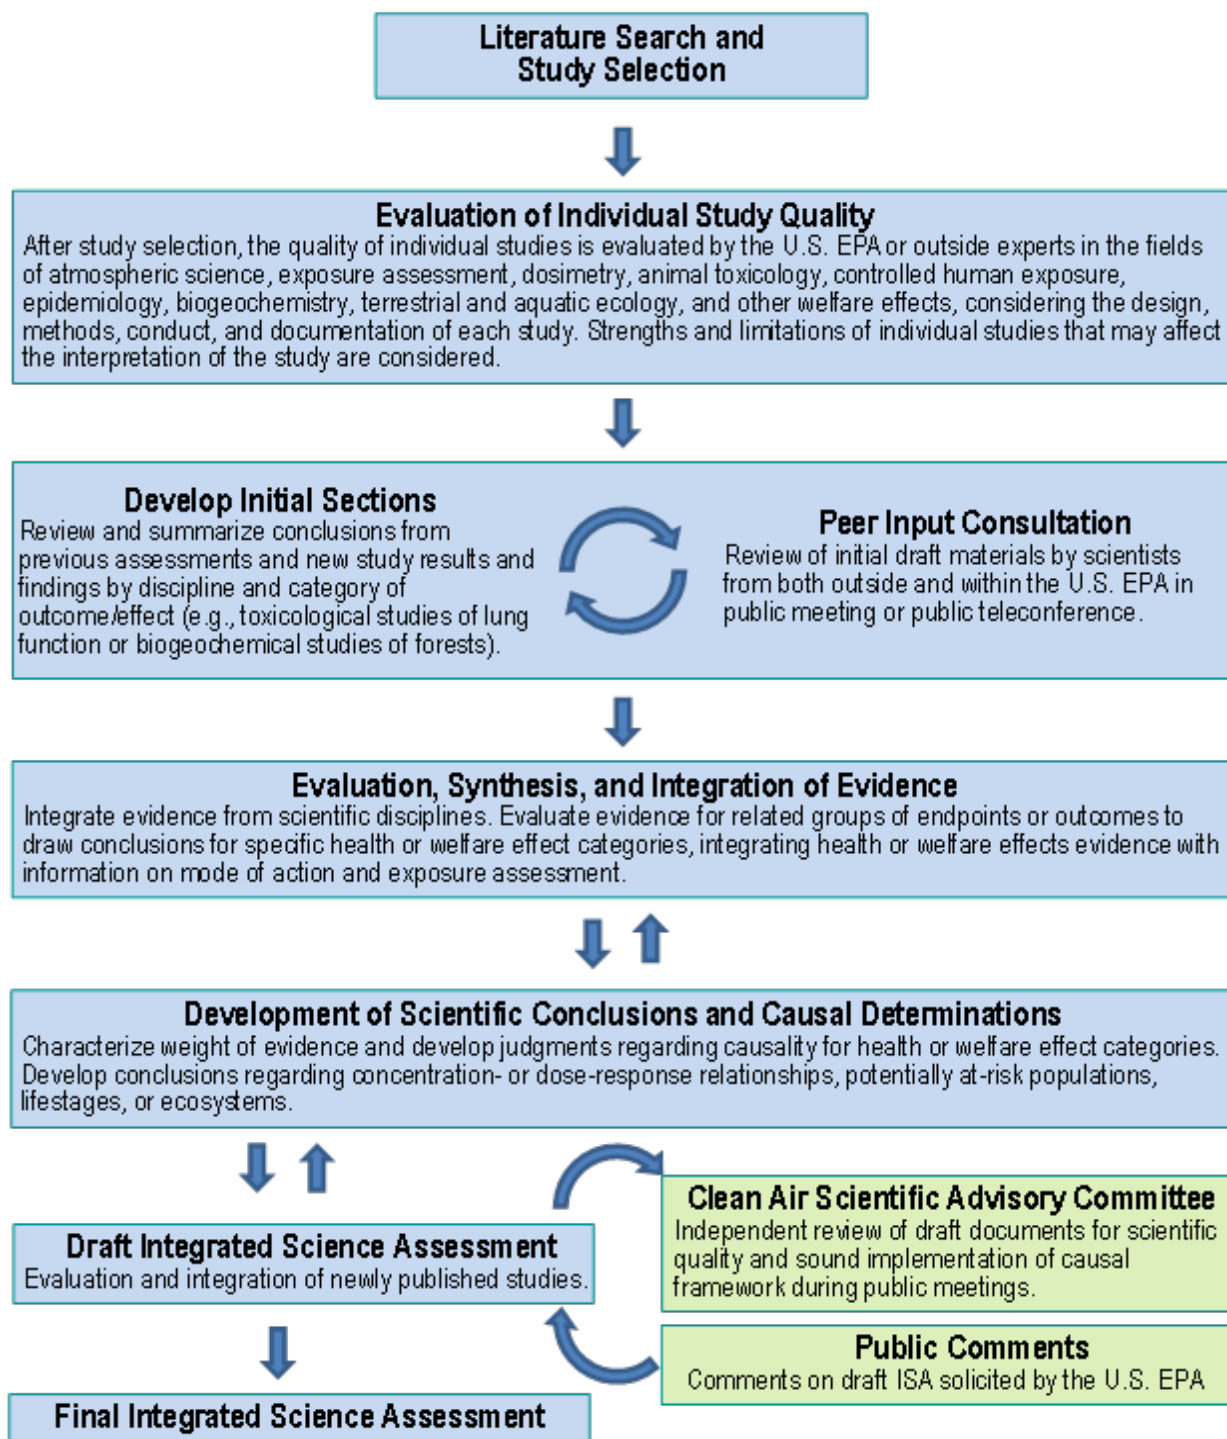 Literature Search and
Study Selection
Evaluation of Individual Study Quality
After study selection, the quality of individual studies is evaluated by the U.S. EPA or outside experts in the fields
of atmospheric science, exposure assessment, dosimetry, animal toxicology, controlled human exposure,
epidemiology, biogeochemistry, terrestrial and aquatic ecology, and other welfare effects, considering the design,
methods, conduct, and documentation of each study. Strengths and limitations of individual studies that may affect
the interpretation of the study are considered.
Develop Initial Sections
Review and summarize conclusions from
previous assessments and new study results and
findings by discipline and category of
outcome/effect (e.g., toxicological studies of lung
function or biogeochemical studies of forests).
Peer Input Consultation
Review of initial draft materials by scientists
from both outside and within the U.S. EPA in
public meeting or public teleconference.
Evaluation, Synthesis, and Integration of Evidence
Integrate evidence from scientific disciplines. Evaluate evidence for related groups of endpoints or outcomes to
draw conclusions for specific health or welfare effect categories, integrating health or welfare effects evidence with
information on mode of action and exposure assessment.
Development of Scientific Conclusions and Causal Determinations
Characterize weight of evidence and develop judgments regarding causality for health or welfare effect categories.
Develop conclusions regarding concentration- or dose-response relationships, potentially at-risk populations,
lifestages, or ecosystems.
Draft Integrated Science Assessment
Evaluation and integration of newly published studies.
Clean Air Scientific Advisory Committee
Independent review of draft documents for scientific
quality and sound implementation of causal
framework during public meetings.
Public Comments
Comments on draft ISA solicited by the U.S. EPA
Final Integrated Science Assessment